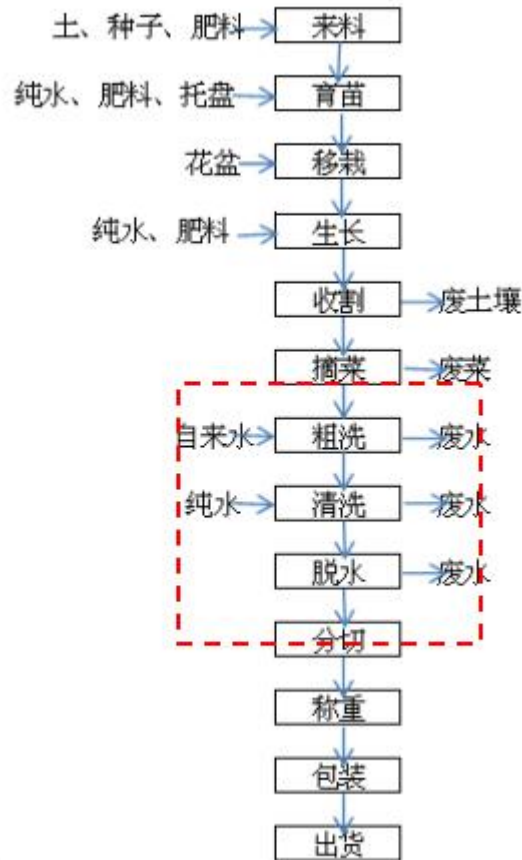 土、种子、肥料 来料
纯水、肥料、托盘 育苗
花盆 移栽
纯水、肥料 生长
收割 废土壤
摘菜 废菜
自来水 粗洗 废水
纯水 清洗 废水
脱水 废水
分切
称重
包装
出货